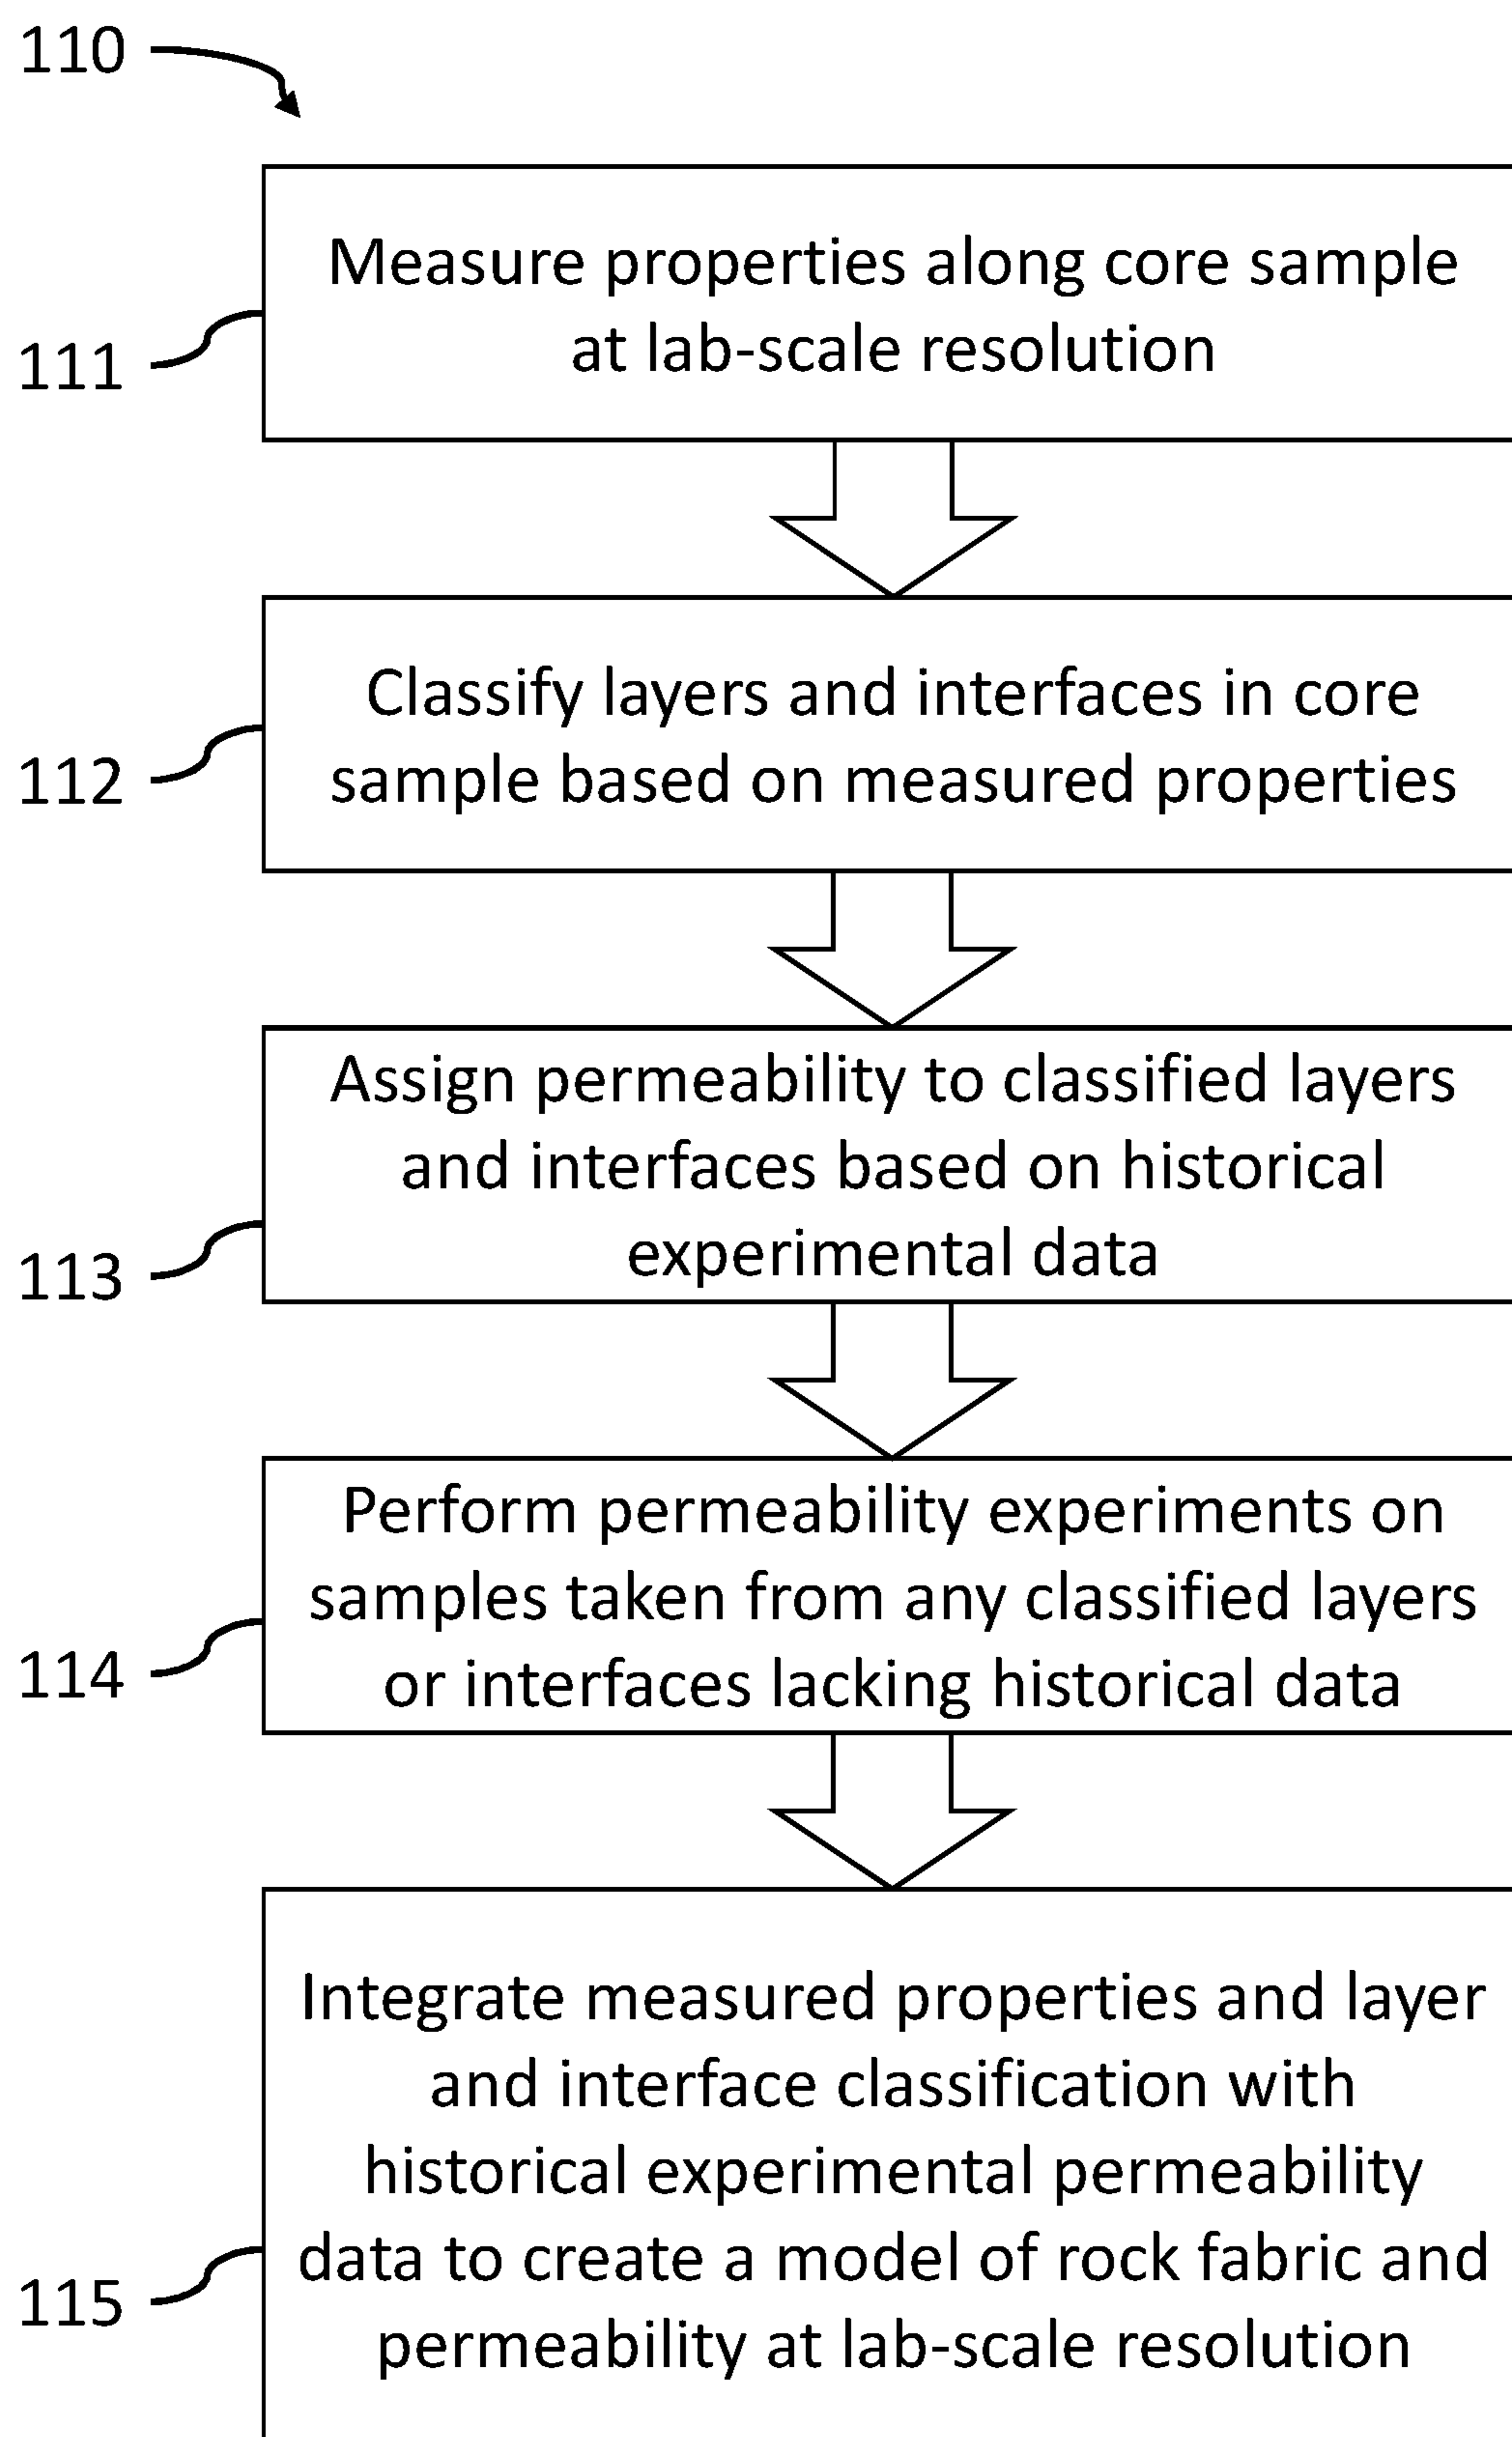 110
Measure properties along core sample
at lab-scale resolution
111
Classify layers and interfaces in core
sample based on measured properties
112
Assign permeability to classified layers
and interfaces based on historical
experimental data
113
Perform permeability experiments on
samples taken from any classified layers
or interfaces lacking historical data
114
Integrate measured properties and layer
and interface classification with
historical experimental permeability
data to create a model of rock fabric and
permeability at lab-scale resolution
115